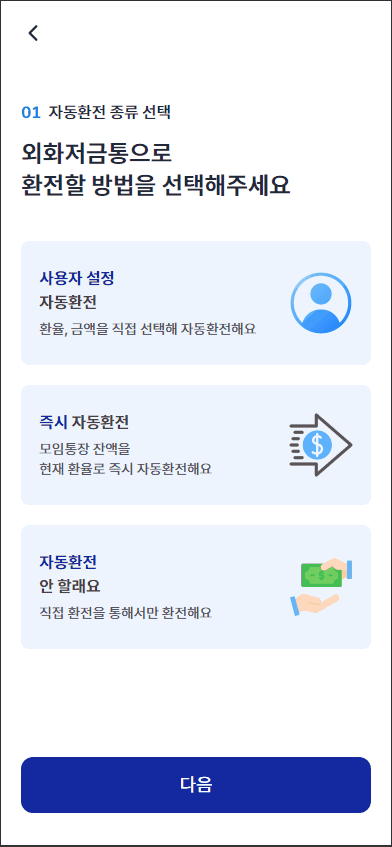 01 자동환전 종류 선택
외화저금통으로
환전할 방법을 선택해주세요
사용자 설정
자동환전
환율, 금액을 직접 선택해 자동환전해요
즉시 자동환전
모임통장 잔액을
현재 환율로 즉시 자동환전해요
$
자동환전
안 할래요
직접 환전을 통해서만 환전해요
$
다음